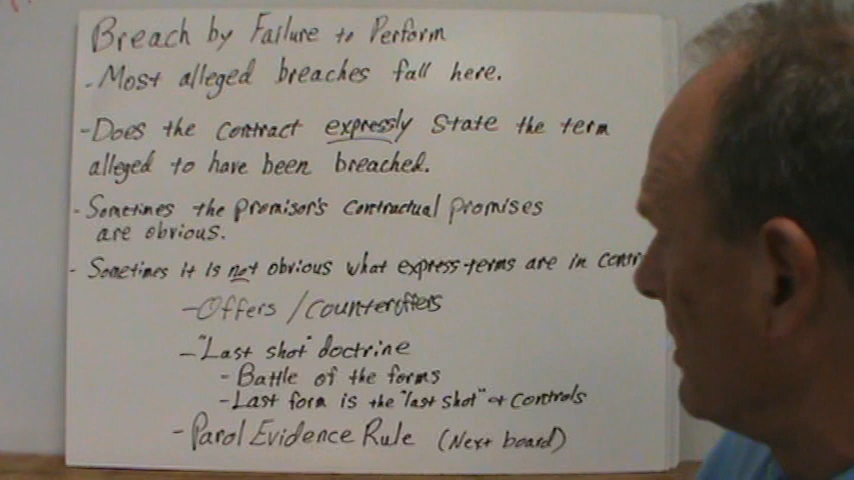 Breach by Failure to Perform
- Most alleged breaches fall here.
- Does the contract expressly state the term
alleged to have been breached.
- Sometimes the promisor's contractual promises
are obvious.
- Sometimes it is not obvious what express terms are in
- Offers / Counteroffers
- "Last shot" doctrine
- Battle of the forms
- Last form is the "last shot" + controls
- Parol Evidence Rule (Next board)